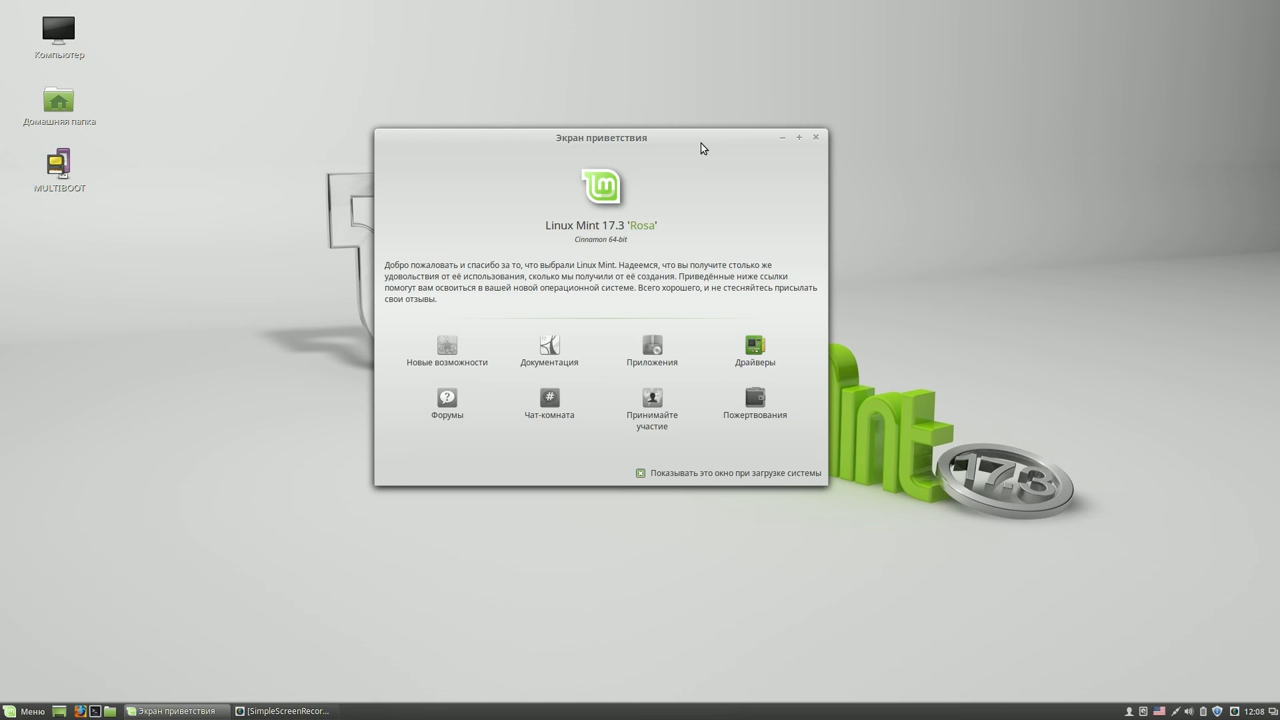 Компьютер
Домашняя папка
MULTIBOOT
Экран приветствия
Linux Mint 17.3 'Rosa'
Cinnamon 64-bit
Добро пожаловать и спасибо за то, что выбрали Linux Mint. Надеемся, что вы получите столько же
удовольствия от её использования, сколько мы получили от её создания. Приведённые ниже ссылки
помогут вам освоиться в вашей новой операционной системе. Всего хорошего, и не стесняйтесь присылать
свои отзывы.
Новые возможности
Документация
Приложения
Драйверы
Форумы
Чат-комната
Принимайте
участие
Пожертвования
Показывать это окно при загрузке системы
17.3
Меню
Экран приветствия
[SimpleScreenRecor...
12:08